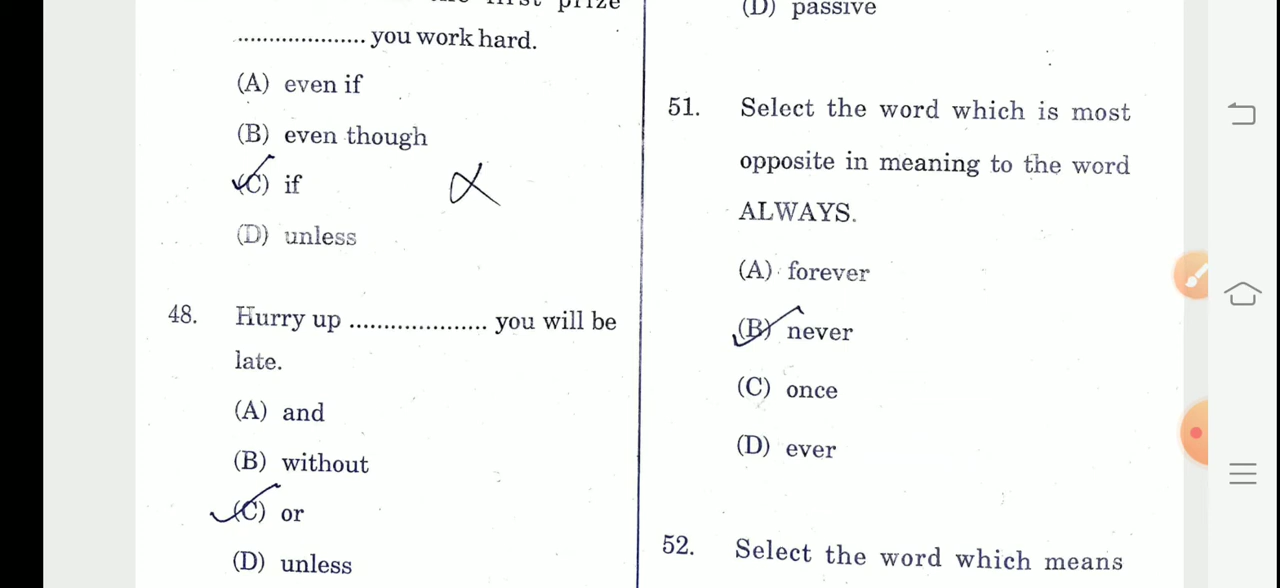 first prize
.................... you work hard.
(A) even if
(B) even though
(C) if
(D) unless
48. Hurry up .................... you will be
late.
(A) and
(B) without
(C) or
(D) unless
(D) passive
51. Select the word which is most
opposite in meaning to the word
ALWAYS.
(A) forever
(B) never
(C) once
(D) ever
52. Select the word which means